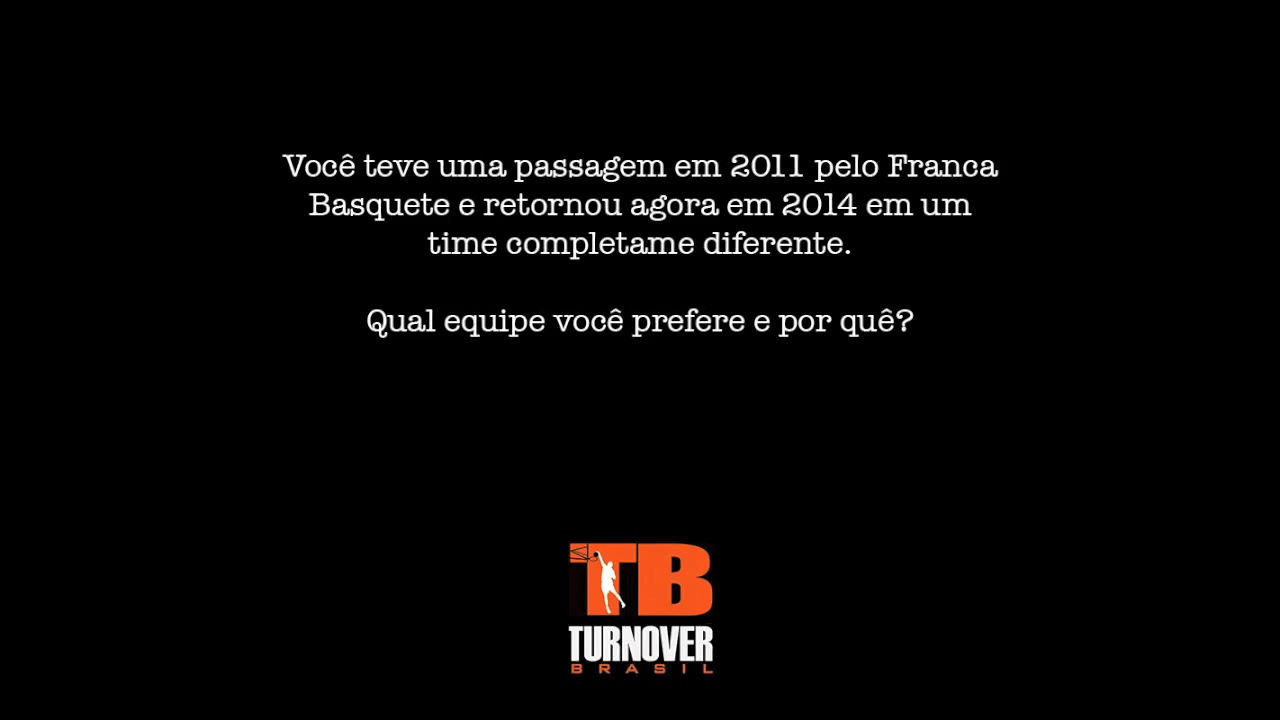 Você teve uma passagem em 2011 pelo Franca
Basquete e retornou agora em 2014 em um
time completame diferente.
Qual equipe você prefere e por quê?
TB
TURNOVER
BRASIL